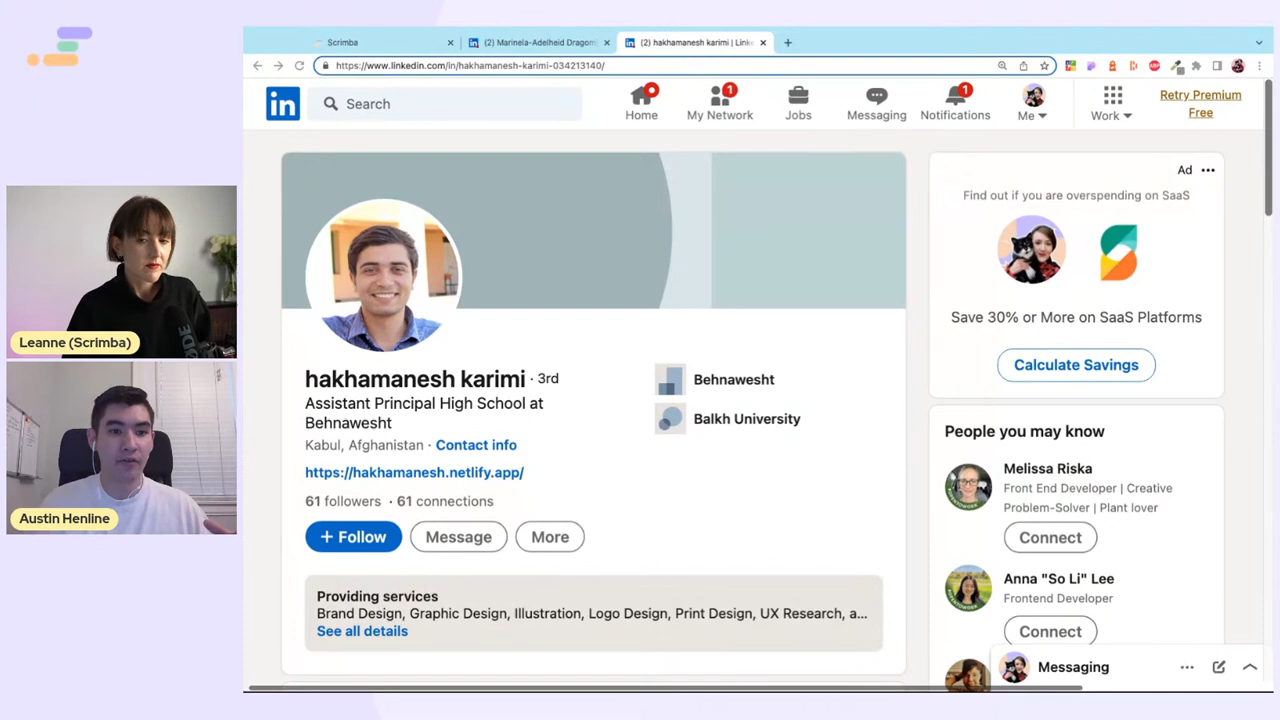 Scrimba
(2) Marinela-Adelheid Dragom
(2) hakhamanesh karimi | Linke
https://www.linkedin.com/in/hakhamanesh-karimi-034213140/
in
Search
Home
1
My Network
Jobs
Messaging
1
Notifications
Me
Work
Retry Premium
Free
Ad
Find out if you are overspending on SaaS
Save 30% or More on SaaS Platforms
Calculate Savings
hakhamanesh karimi · 3rd
Assistant Principal High School at
Behnawesht
Kabul, Afghanistan · Contact info
https://hakhamanesh.netlify.app/
61 followers · 61 connections
+ Follow
Message
More
Behnawesht
Balkh University
Providing services
Brand Design, Graphic Design, Illustration, Logo Design, Print Design, UX Research, a...
See all details
People you may know
Melissa Riska
Front End Developer | Creative
Problem-Solver | Plant lover
Connect
Anna "So Li" Lee
Frontend Developer
Connect
Messaging
Leanne (Scrimba)
Austin Henline